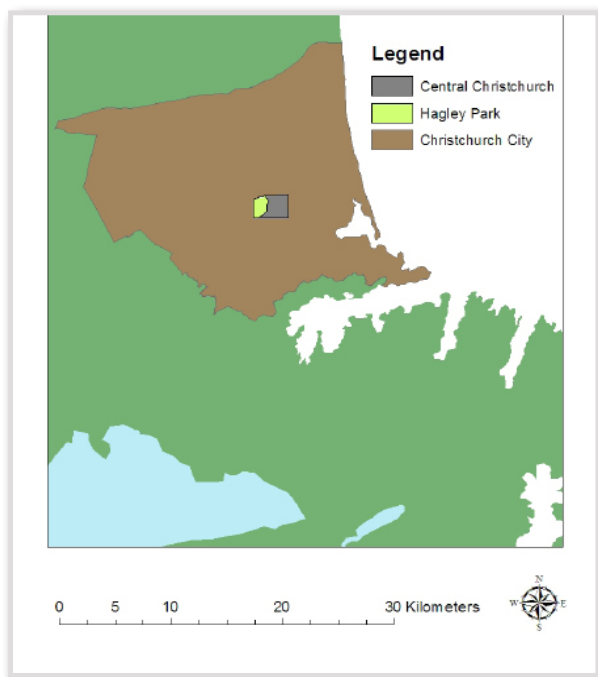 Legend
Central Christchurch
Hagley Park
Christchurch City
0 5 10 20 30 Kilometers
N
W E
S